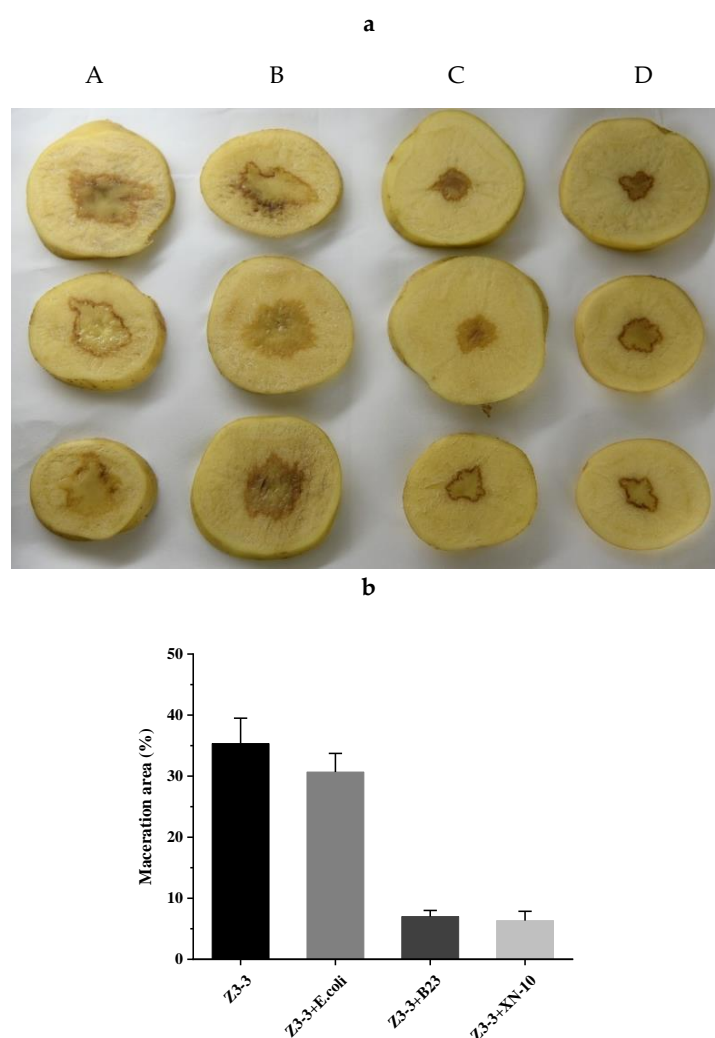 a
A B C D
b
50
40
30
20
10
0
Maceration area (%)
Z3-3
Z3-3+E.coli
Z3-3+B23
Z3-3+XN-10